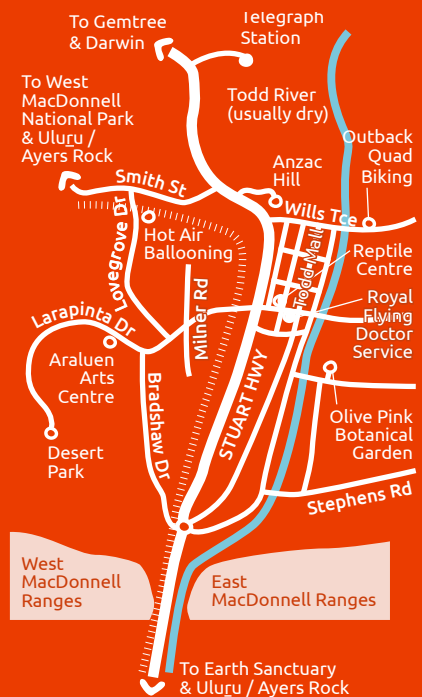 To Gemtree
& Darwin
Telegraph
Station
To West
MacDonnell
National Park
& Uluru /
Ayers Rock
Todd River
(usually dry)
Outback
Quad
Biking
Anzac
Hill
Smith St
Wills Tce
Lovegrove Dr
Hot Air
Ballooning
Todd Mall
Reptile
Centre
Milner Rd
Royal
Flying
Doctor
Service
Larapinta Dr
Araluen
Arts
Centre
Bradshaw Dr
STUART HWY
Olive Pink
Botanical
Garden
Desert
Park
Stephens Rd
West
MacDonnell
Ranges
East
MacDonnell Ranges
To Earth Sanctuary
& Uluru / Ayers Rock